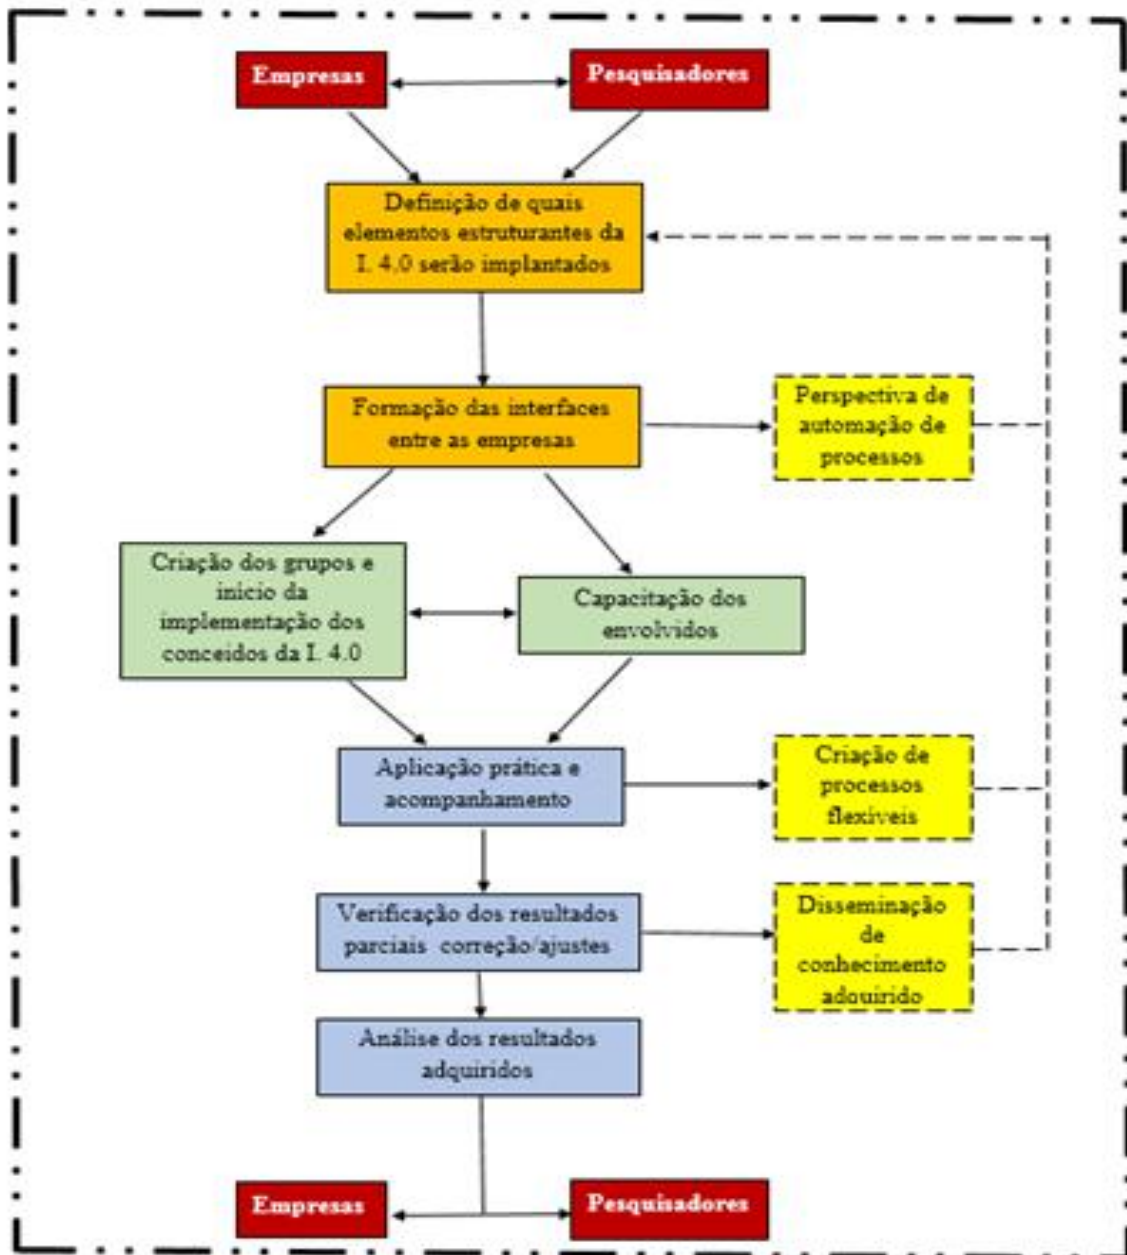 Empresas
Pesquisadores
Definição de quais
elementos estruturantes da
I. 4.0 serão implantados
Formação das interfaces
entre as empresas
Perspectiva de
automação de
processos
Criação dos grupos e
início da
implementação dos
conceidos da I. 4.0
Capacitação dos
envolvidos
Aplicação prática e
acompanhamento
Criação de
processos
flexíveis
Verificação dos resultados
parciais correção/ajustes
Disseminação
de
conhecimento
adquirido
Análise dos resultados
adquiridos
Empresas
Pesquisadores